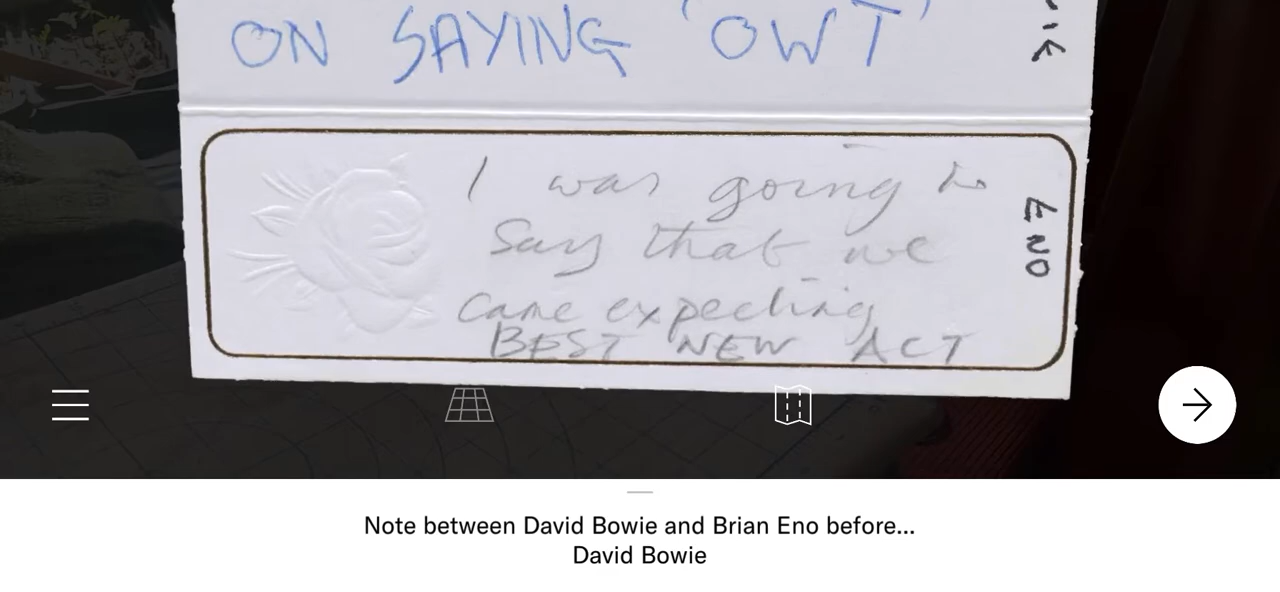 ON SAYING 'OWT'
I was going to
Say that we
came expecting
BEST NEW ACT
ENO
Note between David Bowie and Brian Eno before...
David Bowie